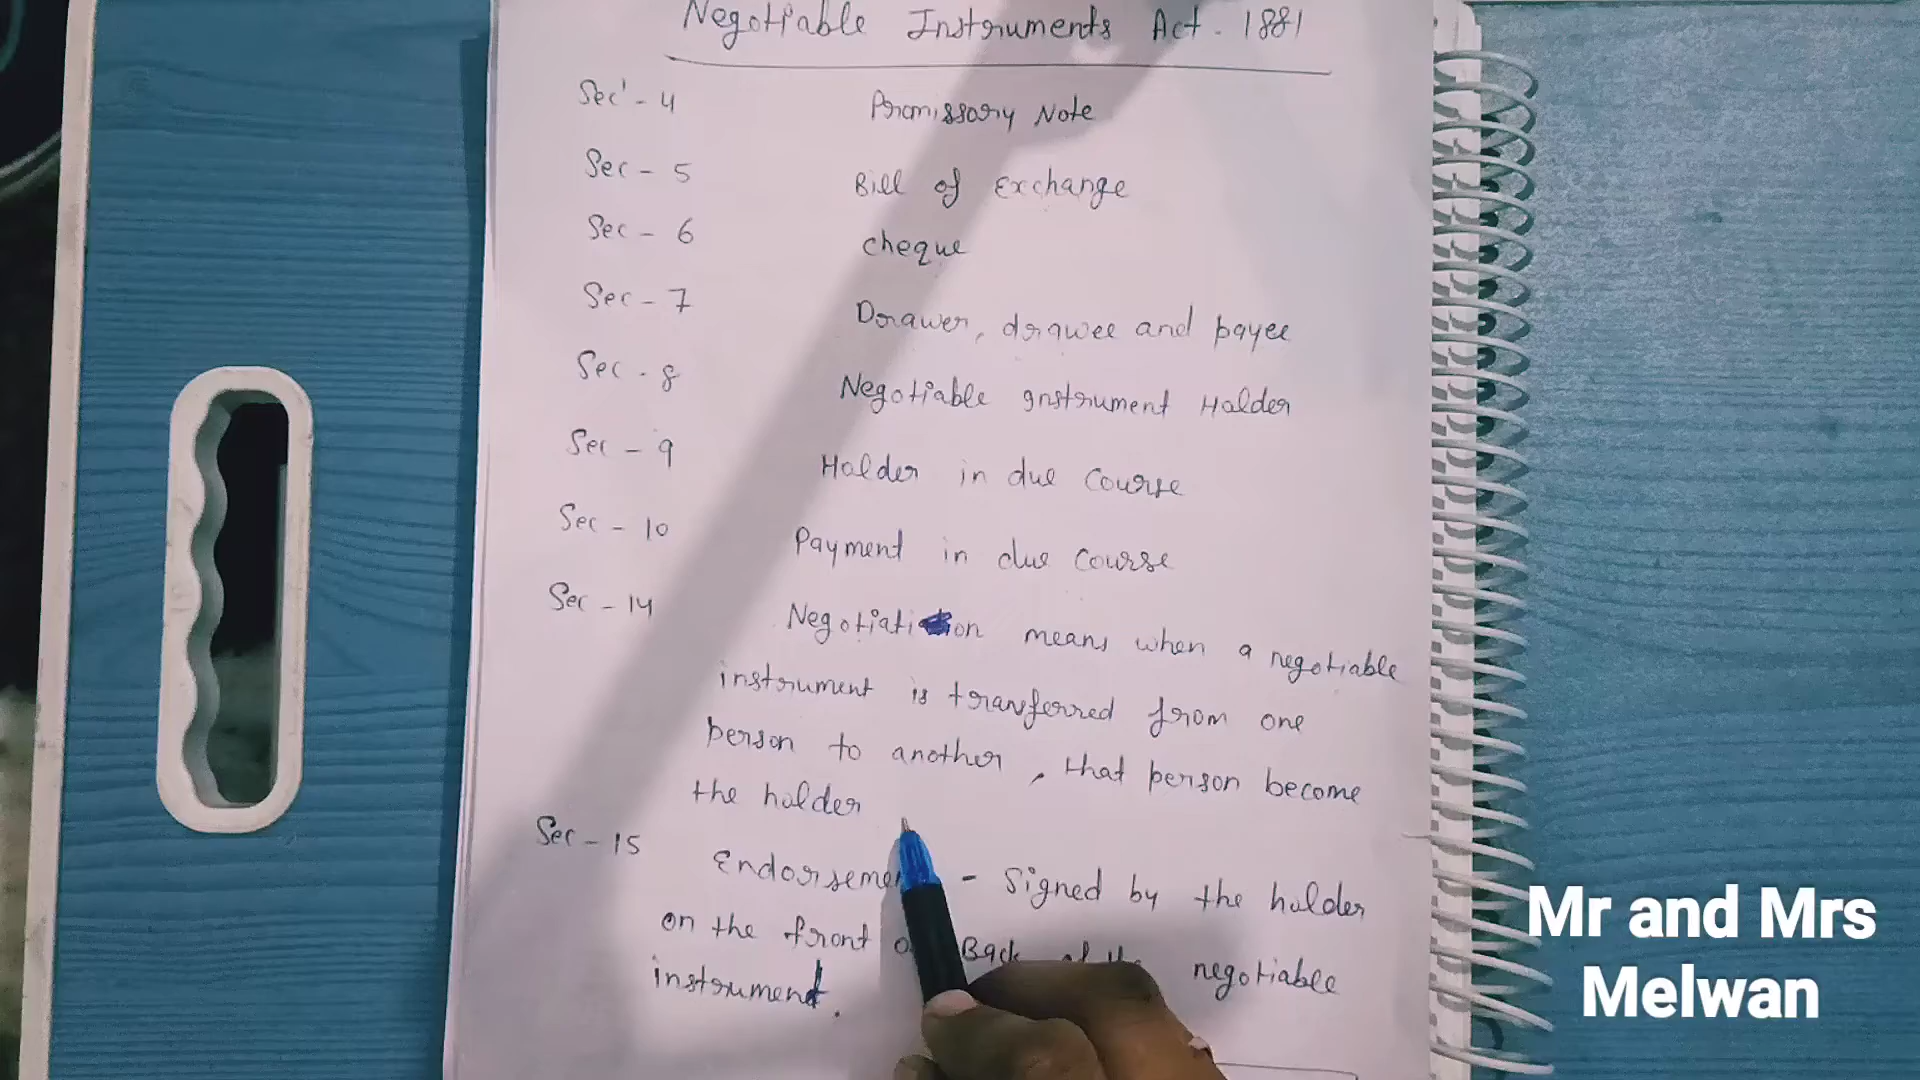 Negotiable Instruments Act - 1881
Sec' - 4 Promissory Note
Sec - 5 Bill of Exchange
Sec - 6 cheque
Sec - 7 Drawer, drawee and payee
Sec - 8 Negotiable Instrument Holder
Sec - 9 Holder in due course
Sec - 10 Payment in due course
Sec - 14 Negotiation means when a negotiable
instrument is transferred from one
person to another, that person become
the holder
Sec - 15 Endorsement - Signed by the holder
on the front Back negotiable
instrument.
Mr and Mrs
Melwan